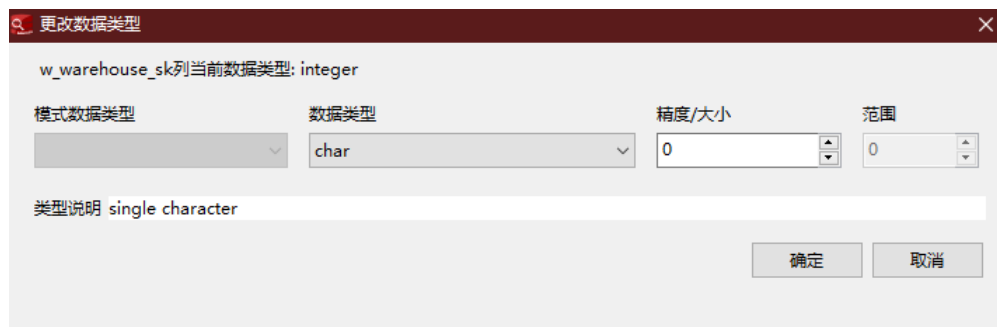 更改数据类型
w_warehouse_sk列当前数据类型: integer
模式数据类型 数据类型 精度/大小 范围
char 0 0
类型说明 single character
确定 取消